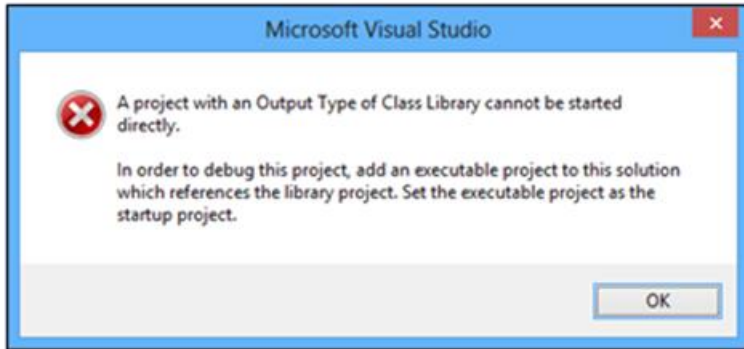 Microsoft Visual Studio
A project with an Output Type of Class Library cannot be started
directly.
In order to debug this project, add an executable project to this solution
which references the library project. Set the executable project as the
startup project.
OK